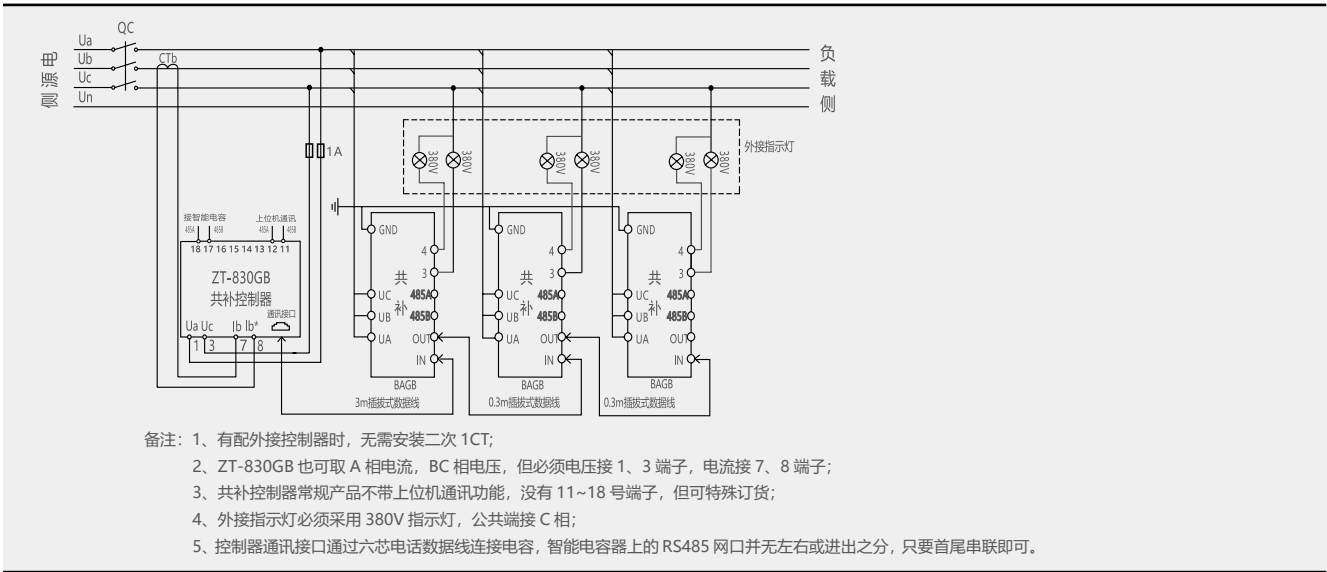 QC
Ua
Ub
Uc
Un
CTb
电源侧
负载侧
1A
380V
380V
380V
380V
380V
380V
外接指示灯
接智能电容
上位机通讯
485A 485B
485A 485B
18 17 16 15 14 13 12 11
ZT-830GB
共补控制器
通讯接口
Ua Uc Ib Ib*
1 3 7 8
GND
4
3
共补
UC 485A
UB 485B
UA OUT
IN
BAGB
3m插拔式数据线
GND
4
3
共补
UC 485A
UB 485B
UA OUT
IN
BAGB
0.3m插拔式数据线
GND
4
3
共补
UC 485A
UB 485B
UA OUT
IN
BAGB
0.3m插拔式数据线
备注：1、有配外接控制器时，无需安装二次 1CT;
2、ZT-830GB 也可取 A 相电流，BC 相电压，但必须电压接 1、3 端子，电流接 7、8 端子；
3、共补控制器常规产品不带上位机通讯功能，没有 11~18 号端子，但可特殊订货；
4、外接指示灯必须采用 380V 指示灯，公共端接 C 相；
5、控制器通讯接口通过六芯电话数据线连接电容，智能电容器上的 RS485 网口并无左右或进出之分，只要首尾串联即可。